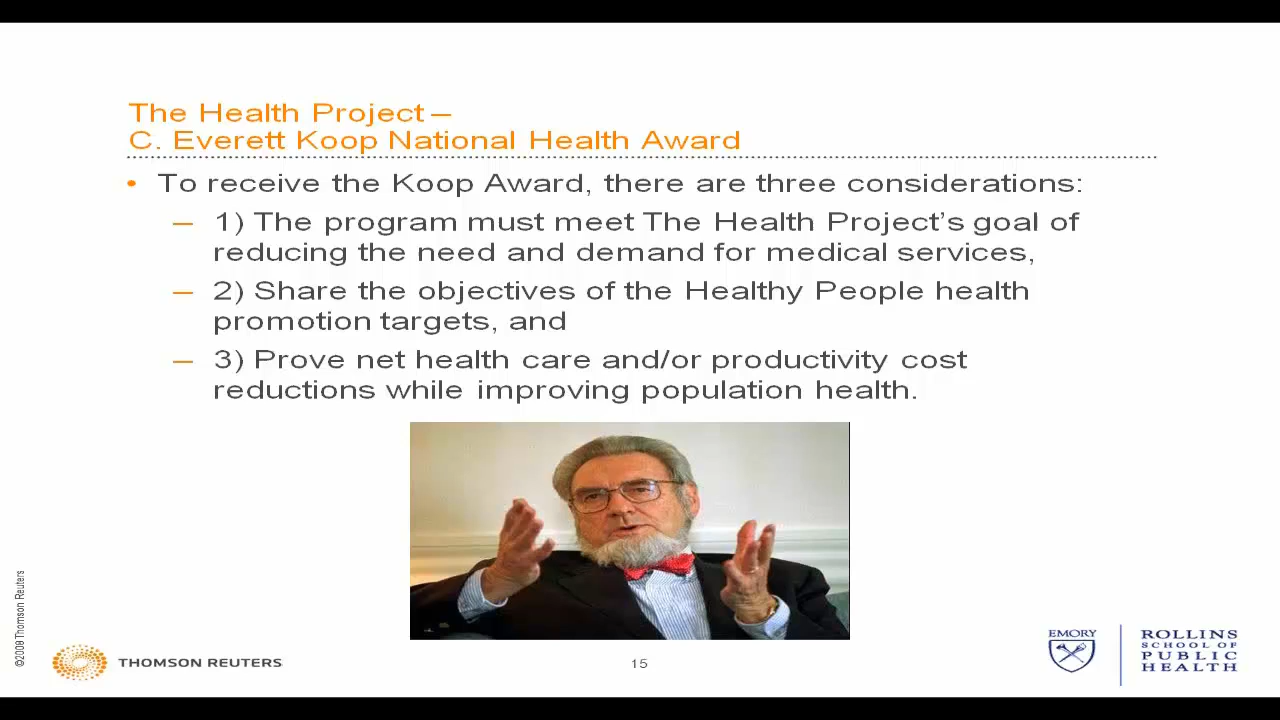 The Health Project —
C. Everett Koop National Health Award
• To receive the Koop Award, there are three considerations:
— 1) The program must meet The Health Project’s goal of
reducing the need and demand for medical services,
— 2) Share the objectives of the Healthy People health
promotion targets, and
— 3) Prove net health care and/or productivity cost
reductions while improving population health.
©2008 Thomson Reuters
THOMSON REUTERS
15
EMORY
ROLLINS
SCHOOL OF
PUBLIC
HEALTH